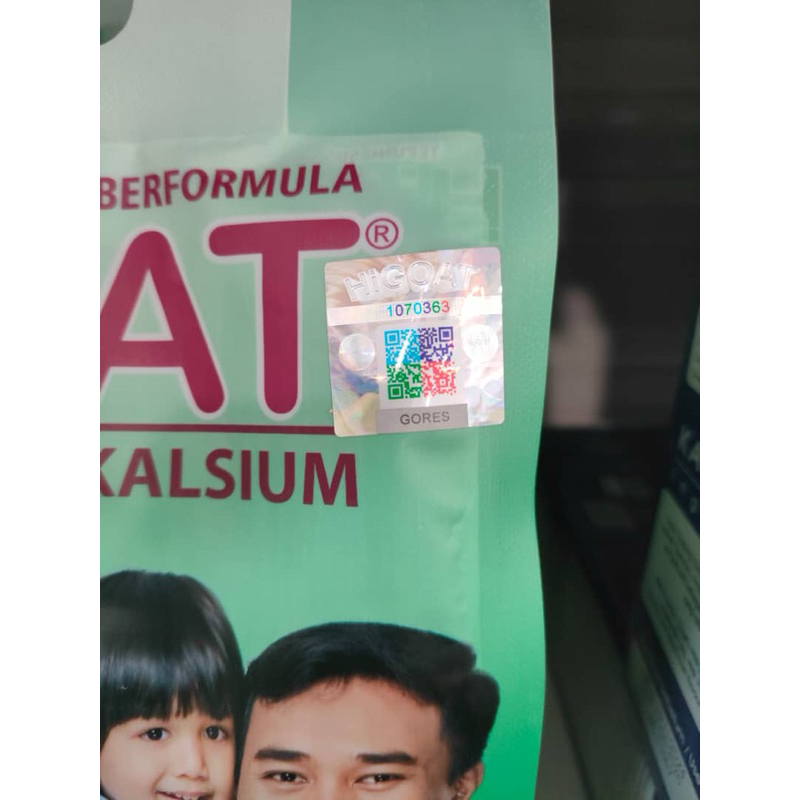 BERFORMULA
AT®
HIGOAT
1070363
GORES
KALSIUM